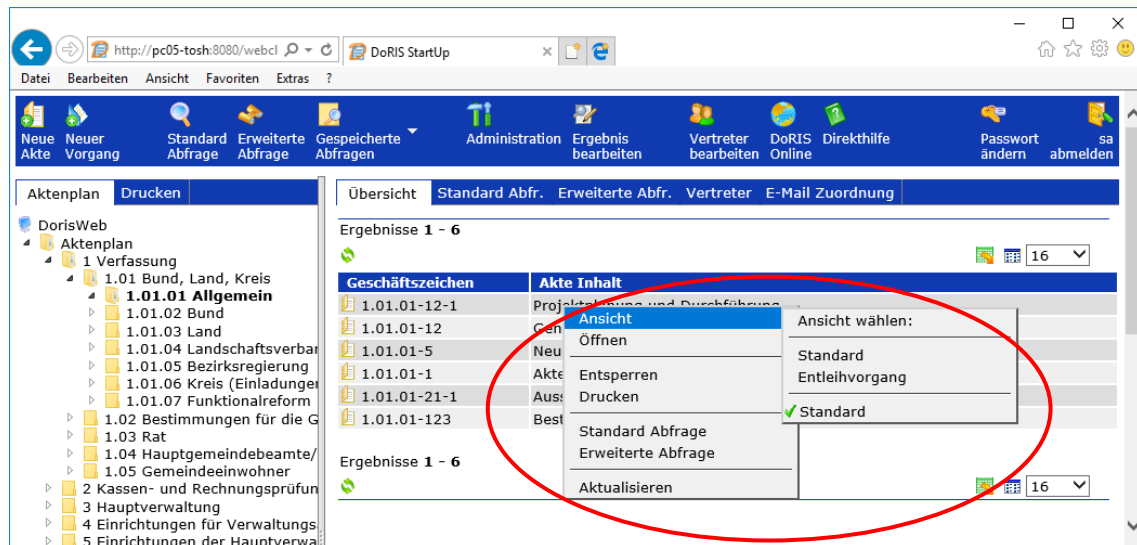 http://pc05-tosh:8080/webcl
DoRIS StartUp
Datei Bearbeiten Ansicht Favoriten Extras ?
Neue Akte
Neuer Vorgang
Standard Abfrage
Erweiterte Abfrage
Gespeicherte Abfragen
Administration
Ergebnis bearbeiten
Vertreter bearbeiten
DoRIS Online
Direkthilfe
Passwort ändern
sa abmelden
Aktenplan Drucken
DorisWeb
Aktenplan
1 Verfassung
1.01 Bund, Land, Kreis
1.01.01 Allgemein
1.01.02 Bund
1.01.03 Land
1.01.04 Landschaftsverbar
1.01.05 Bezirksregierung
1.01.06 Kreis (Einladunger
1.01.07 Funktionalreform
1.02 Bestimmungen für die G
1.03 Rat
1.04 Hauptgemeindebeamte/
1.05 Gemeindeeinwohner
2 Kassen- und Rechnungsprüfun
3 Hauptverwaltung
4 Einrichtungen für Verwaltungs
5 Einrichtungen der Hauptverwa
Übersicht Standard Abfr. Erweiterte Abfr. Vertreter E-Mail Zuordnung
Ergebnisse 1 - 6
16
Geschäftszeichen Akte Inhalt
1.01.01-12-1 Projektplanung und Durchführung
1.01.01-12 Gen
1.01.01-5 Neu
1.01.01-1 Akte
1.01.01-21-1 Auss
1.01.01-123 Best
Ansicht
Öffnen
Entsperren
Drucken
Standard Abfrage
Erweiterte Abfrage
Aktualisieren
Ansicht wählen:
Standard
Entleihvorgang
Standard
Ergebnisse 1 - 6
16